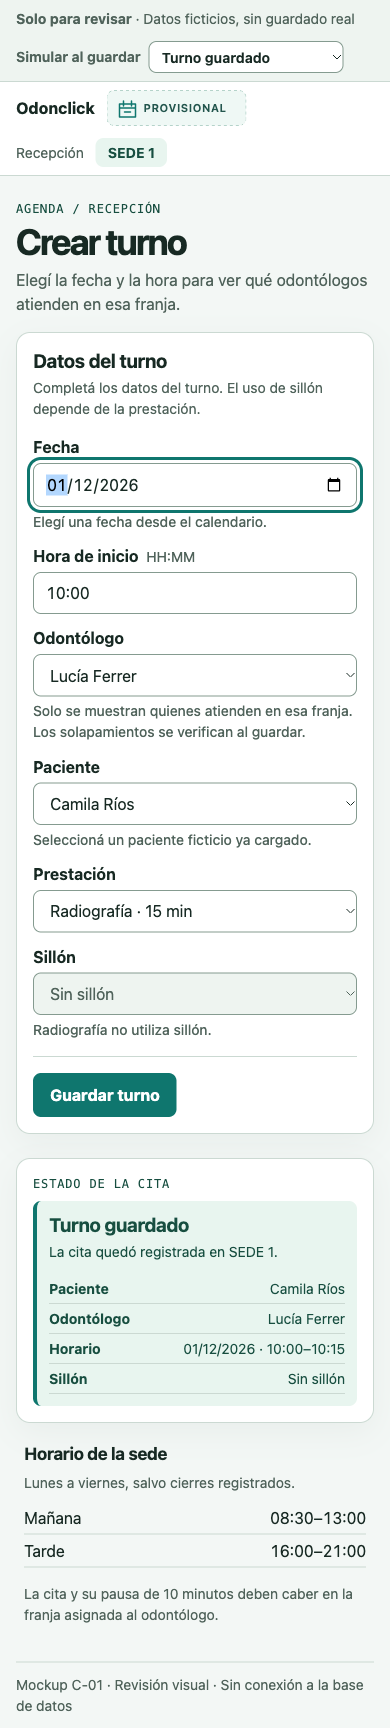 Solo para revisar · Datos ficticios, sin guardado real
Simular al guardar Turno guardado
Odonclick PROVISIONAL
Recepción SEDE 1
AGENDA / RECEPCIÓN
Crear turno
Elegí la fecha y la hora para ver qué odontólogos
atienden en esa franja.
Datos del turno
Completá los datos del turno. El uso de sillón
depende de la prestación.
Fecha
01/12/2026
Elegí una fecha desde el calendario.
Hora de inicio HH:MM
10:00
Odontólogo
Lucía Ferrer
Solo se muestran quienes atienden en esa franja.
Los solapamientos se verifican al guardar.
Paciente
Camila Ríos
Seleccioná un paciente ficticio ya cargado.
Prestación
Radiografía · 15 min
Sillón
Sin sillón
Radiografía no utiliza sillón.
Guardar turno
ESTADO DE LA CITA
Turno guardado
La cita quedó registrada en SEDE 1.
Paciente Camila Ríos
Odontólogo Lucía Ferrer
Horario 01/12/2026 · 10:00–10:15
Sillón Sin sillón
Horario de la sede
Lunes a viernes, salvo cierres registrados.
Mañana 08:30–13:00
Tarde 16:00–21:00
La cita y su pausa de 10 minutos deben caber en la
franja asignada al odontólogo.
Mockup C-01 · Revisión visual · Sin conexión a la base
de datos